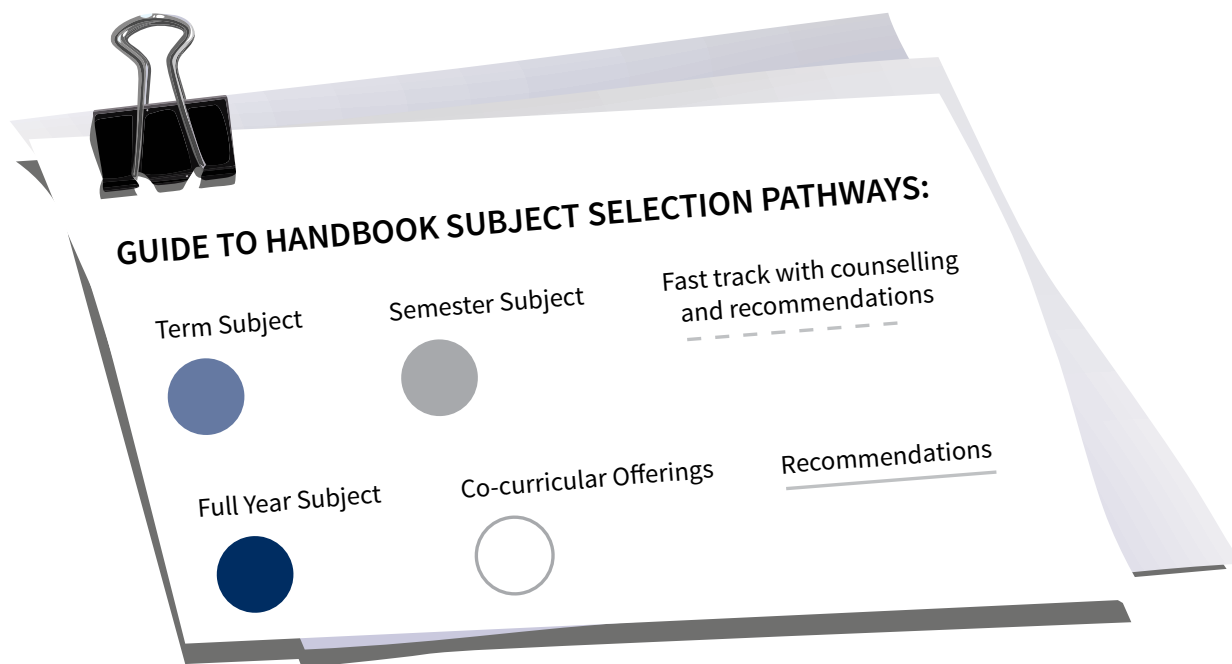 GUIDE TO HANDBOOK SUBJECT SELECTION PATHWAYS:
Term Subject
Semester Subject
Fast track with counselling
and recommendations
Full Year Subject
Co-curricular Offerings
Recommendations